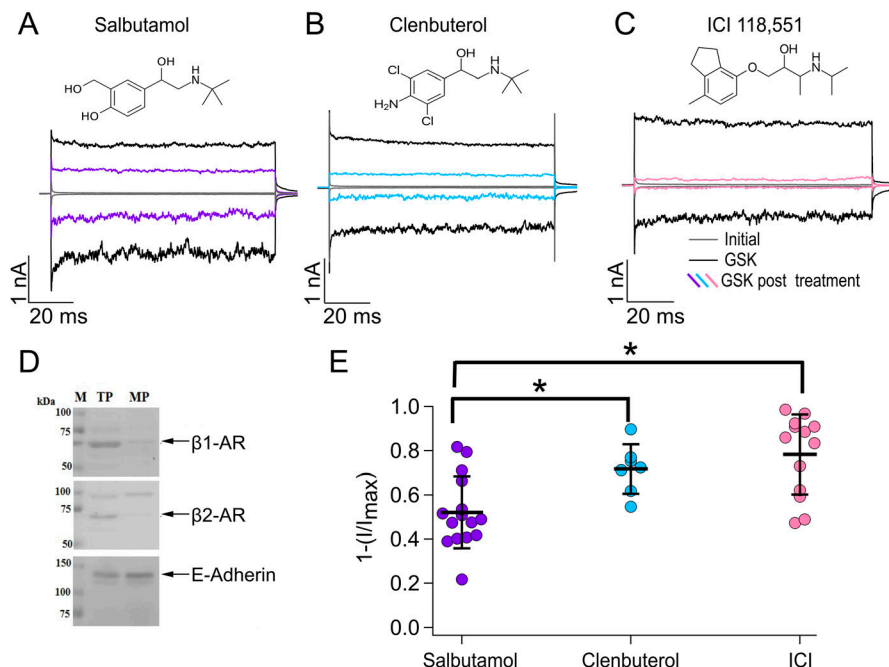 A
Salbutamol
OH
HO
HO
H
N
1 nA
20 ms
B
Clenbuterol
OH
Cl
H
N
H₂N
Cl
1 nA
20 ms
C
ICI 118,551
OH
O
H
N
Initial
GSK
GSK post treatment
1 nA
20 ms
D
kDa M TP MP
100
75
50
β1-AR
100
75
50
β2-AR
150
100
75
E-Adherin
E
*
*
1-(I/Imax)
1.0
0.8
0.6
0.4
0.2
0.0
Salbutamol
Clenbuterol
ICI